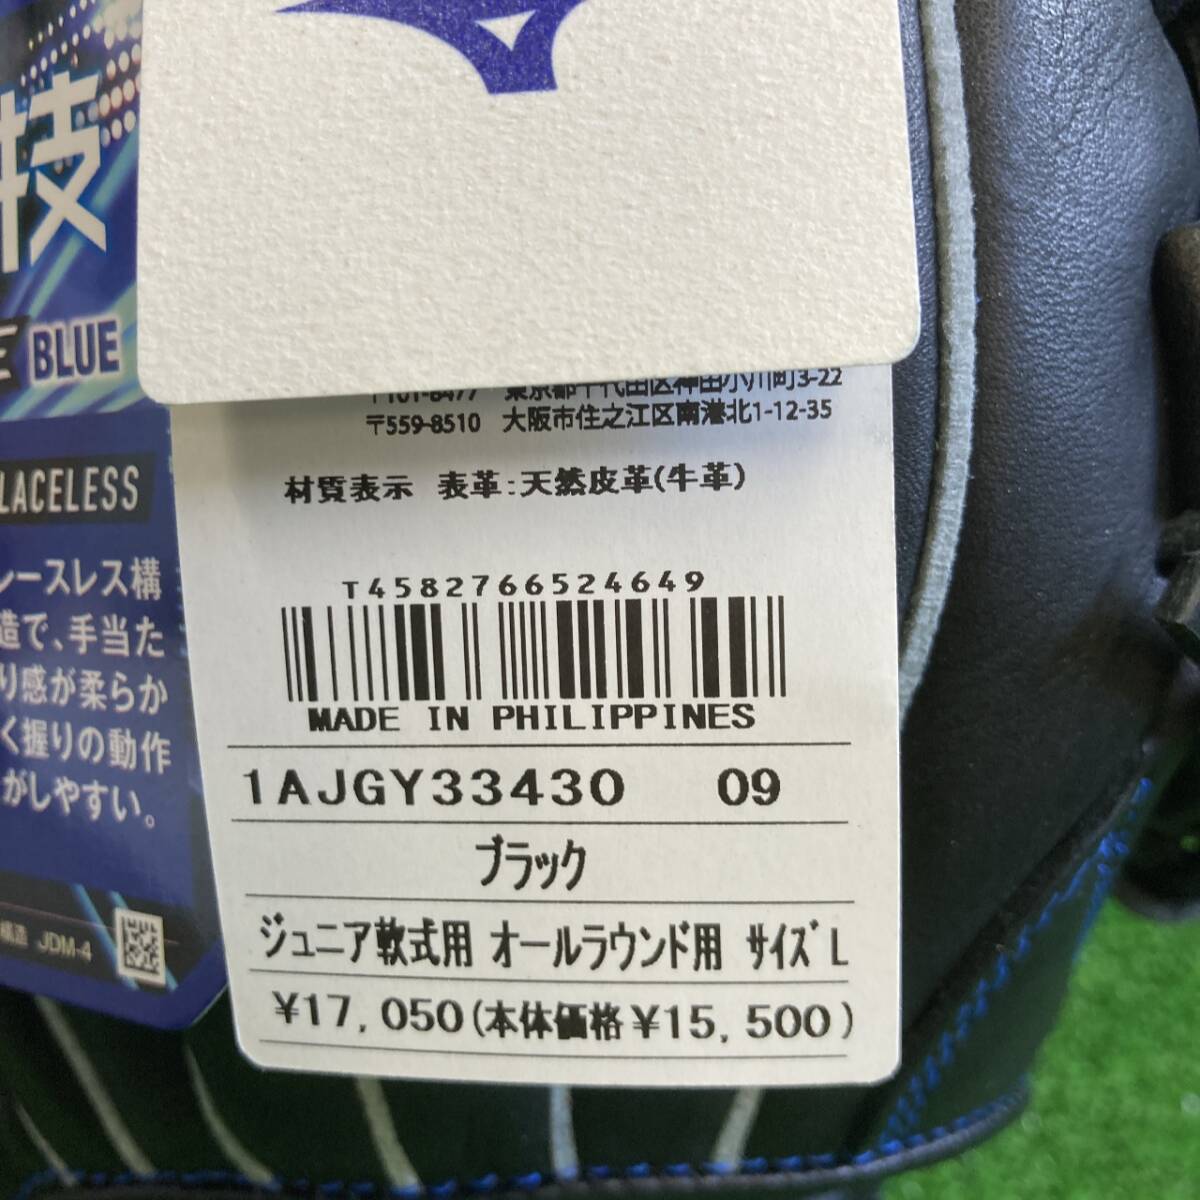 技
BLUE
LACELESS
レースレス構
造で、手当た
り感が柔らか
く握りの動作
がしやすい。
構造 JDM-4
〒101-8477 東京都千代田区神田小川町3-22
〒559-8510 大阪市住之江区南港北1-12-35
材質表示 表革:天然皮革(牛革)
T4582766524649
MADE IN PHILIPPINES
1AJGY33430 09
ブラック
ジュニア軟式用 オールラウンド用 サイズL
¥17,050(本体価格¥15,500)